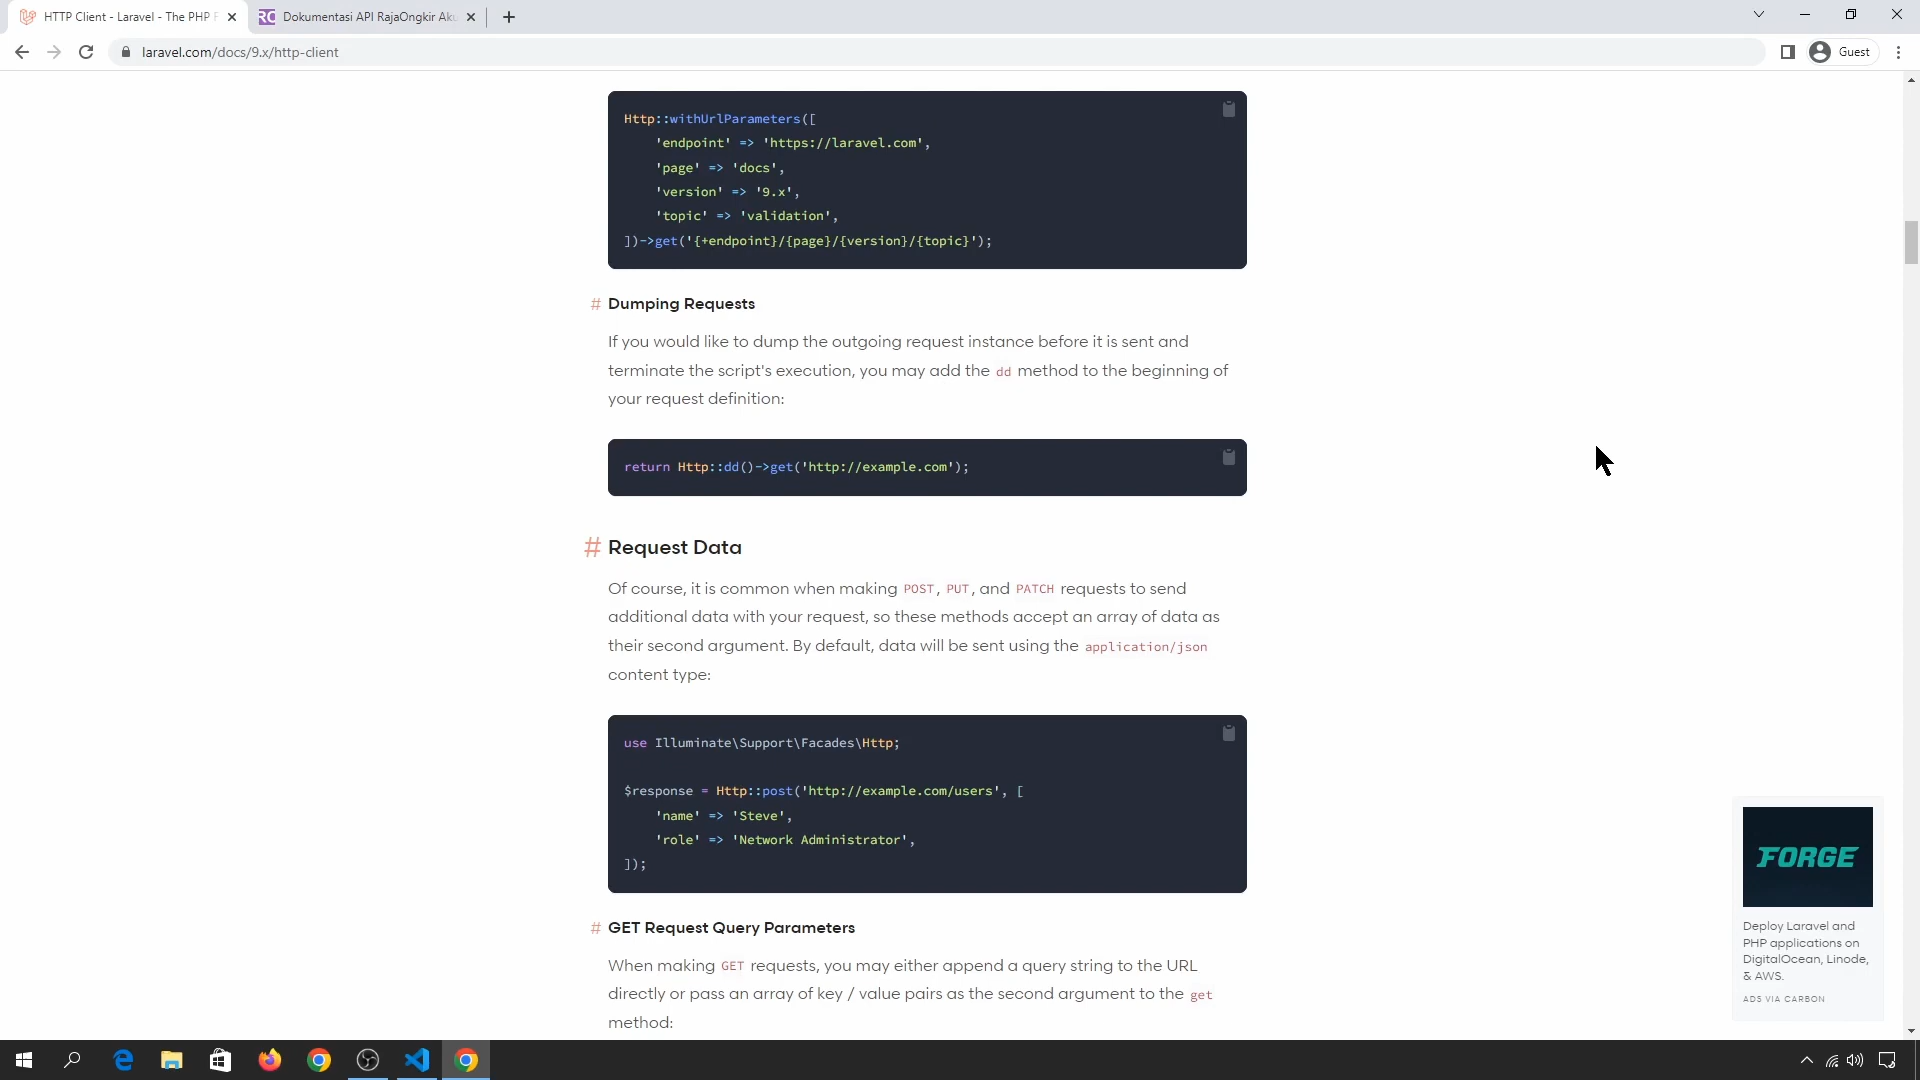 HTTP Client - Laravel - The PHP F
Dokumentasi API RajaOngkir Aku
laravel.com/docs/9.x/http-client
Guest
Http::withUrlParameters([
    'endpoint' => 'https://laravel.com',
    'page' => 'docs',
    'version' => '9.x',
    'topic' => 'validation',
])->get('{+endpoint}/{page}/{version}/{topic}');
# Dumping Requests
If you would like to dump the outgoing request instance before it is sent and
terminate the script's execution, you may add the dd method to the beginning of
your request definition:
return Http::dd()->get('http://example.com');
# Request Data
Of course, it is common when making POST, PUT, and PATCH requests to send
additional data with your request, so these methods accept an array of data as
their second argument. By default, data will be sent using the application/json
content type:
use Illuminate\Support\Facades\Http;
$response = Http::post('http://example.com/users', [
    'name' => 'Steve',
    'role' => 'Network Administrator',
]);
# GET Request Query Parameters
When making GET requests, you may either append a query string to the URL
directly or pass an array of key / value pairs as the second argument to the get
method:
FORGE
Deploy Laravel and
PHP applications on
DigitalOcean, Linode,
& AWS.
ADS VIA CARBON